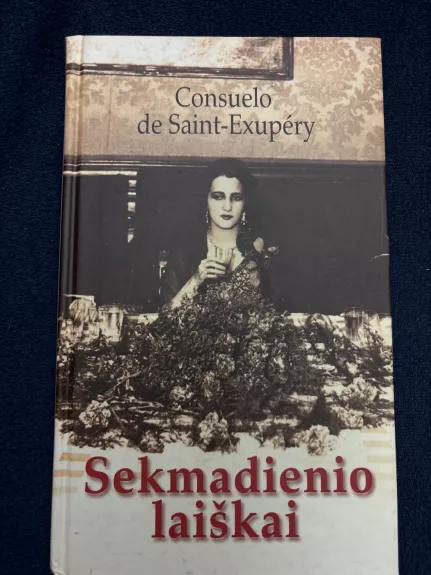 Consuelo
de Saint-Exupéry
Sekmadienio
laiškai